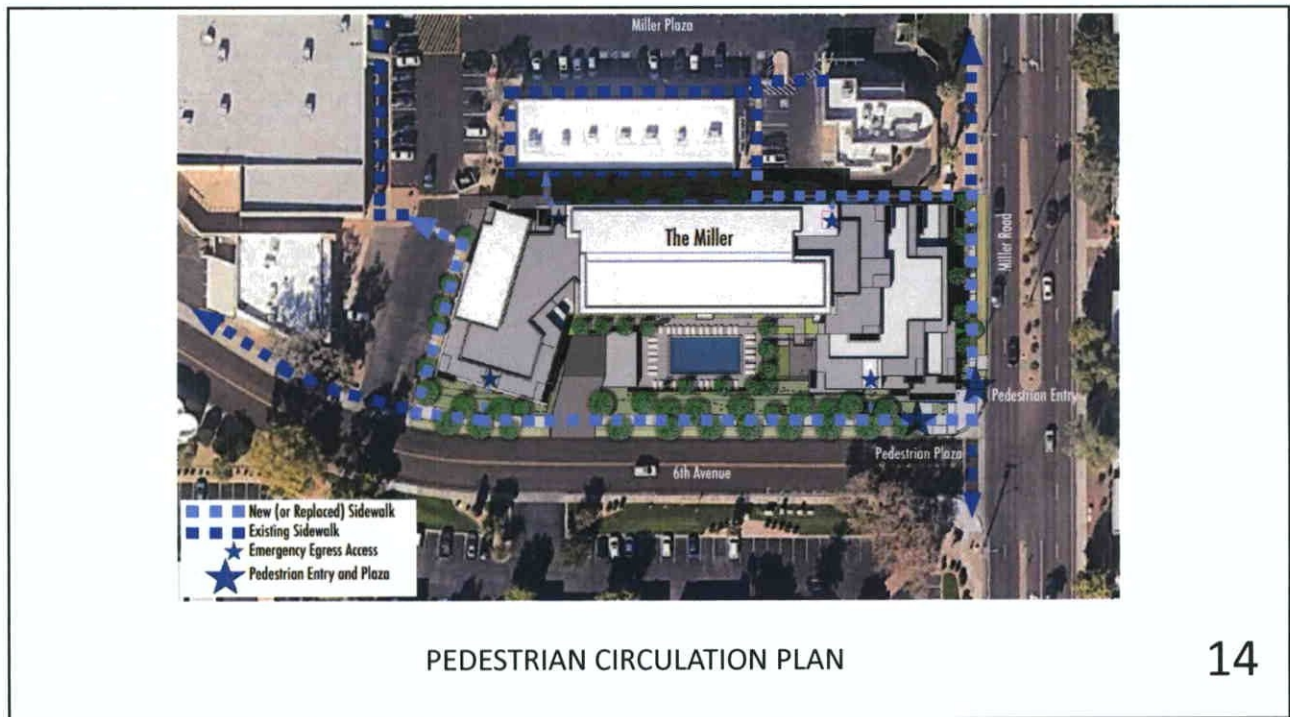 Miller Plaza
The Miller
Miller Road
Pedestrian Entry
Pedestrian Plaza
6th Avenue
New (or Replaced) Sidewalk
Existing Sidewalk
Emergency Egress Access
Pedestrian Entry and Plaza
PEDESTRIAN CIRCULATION PLAN
14